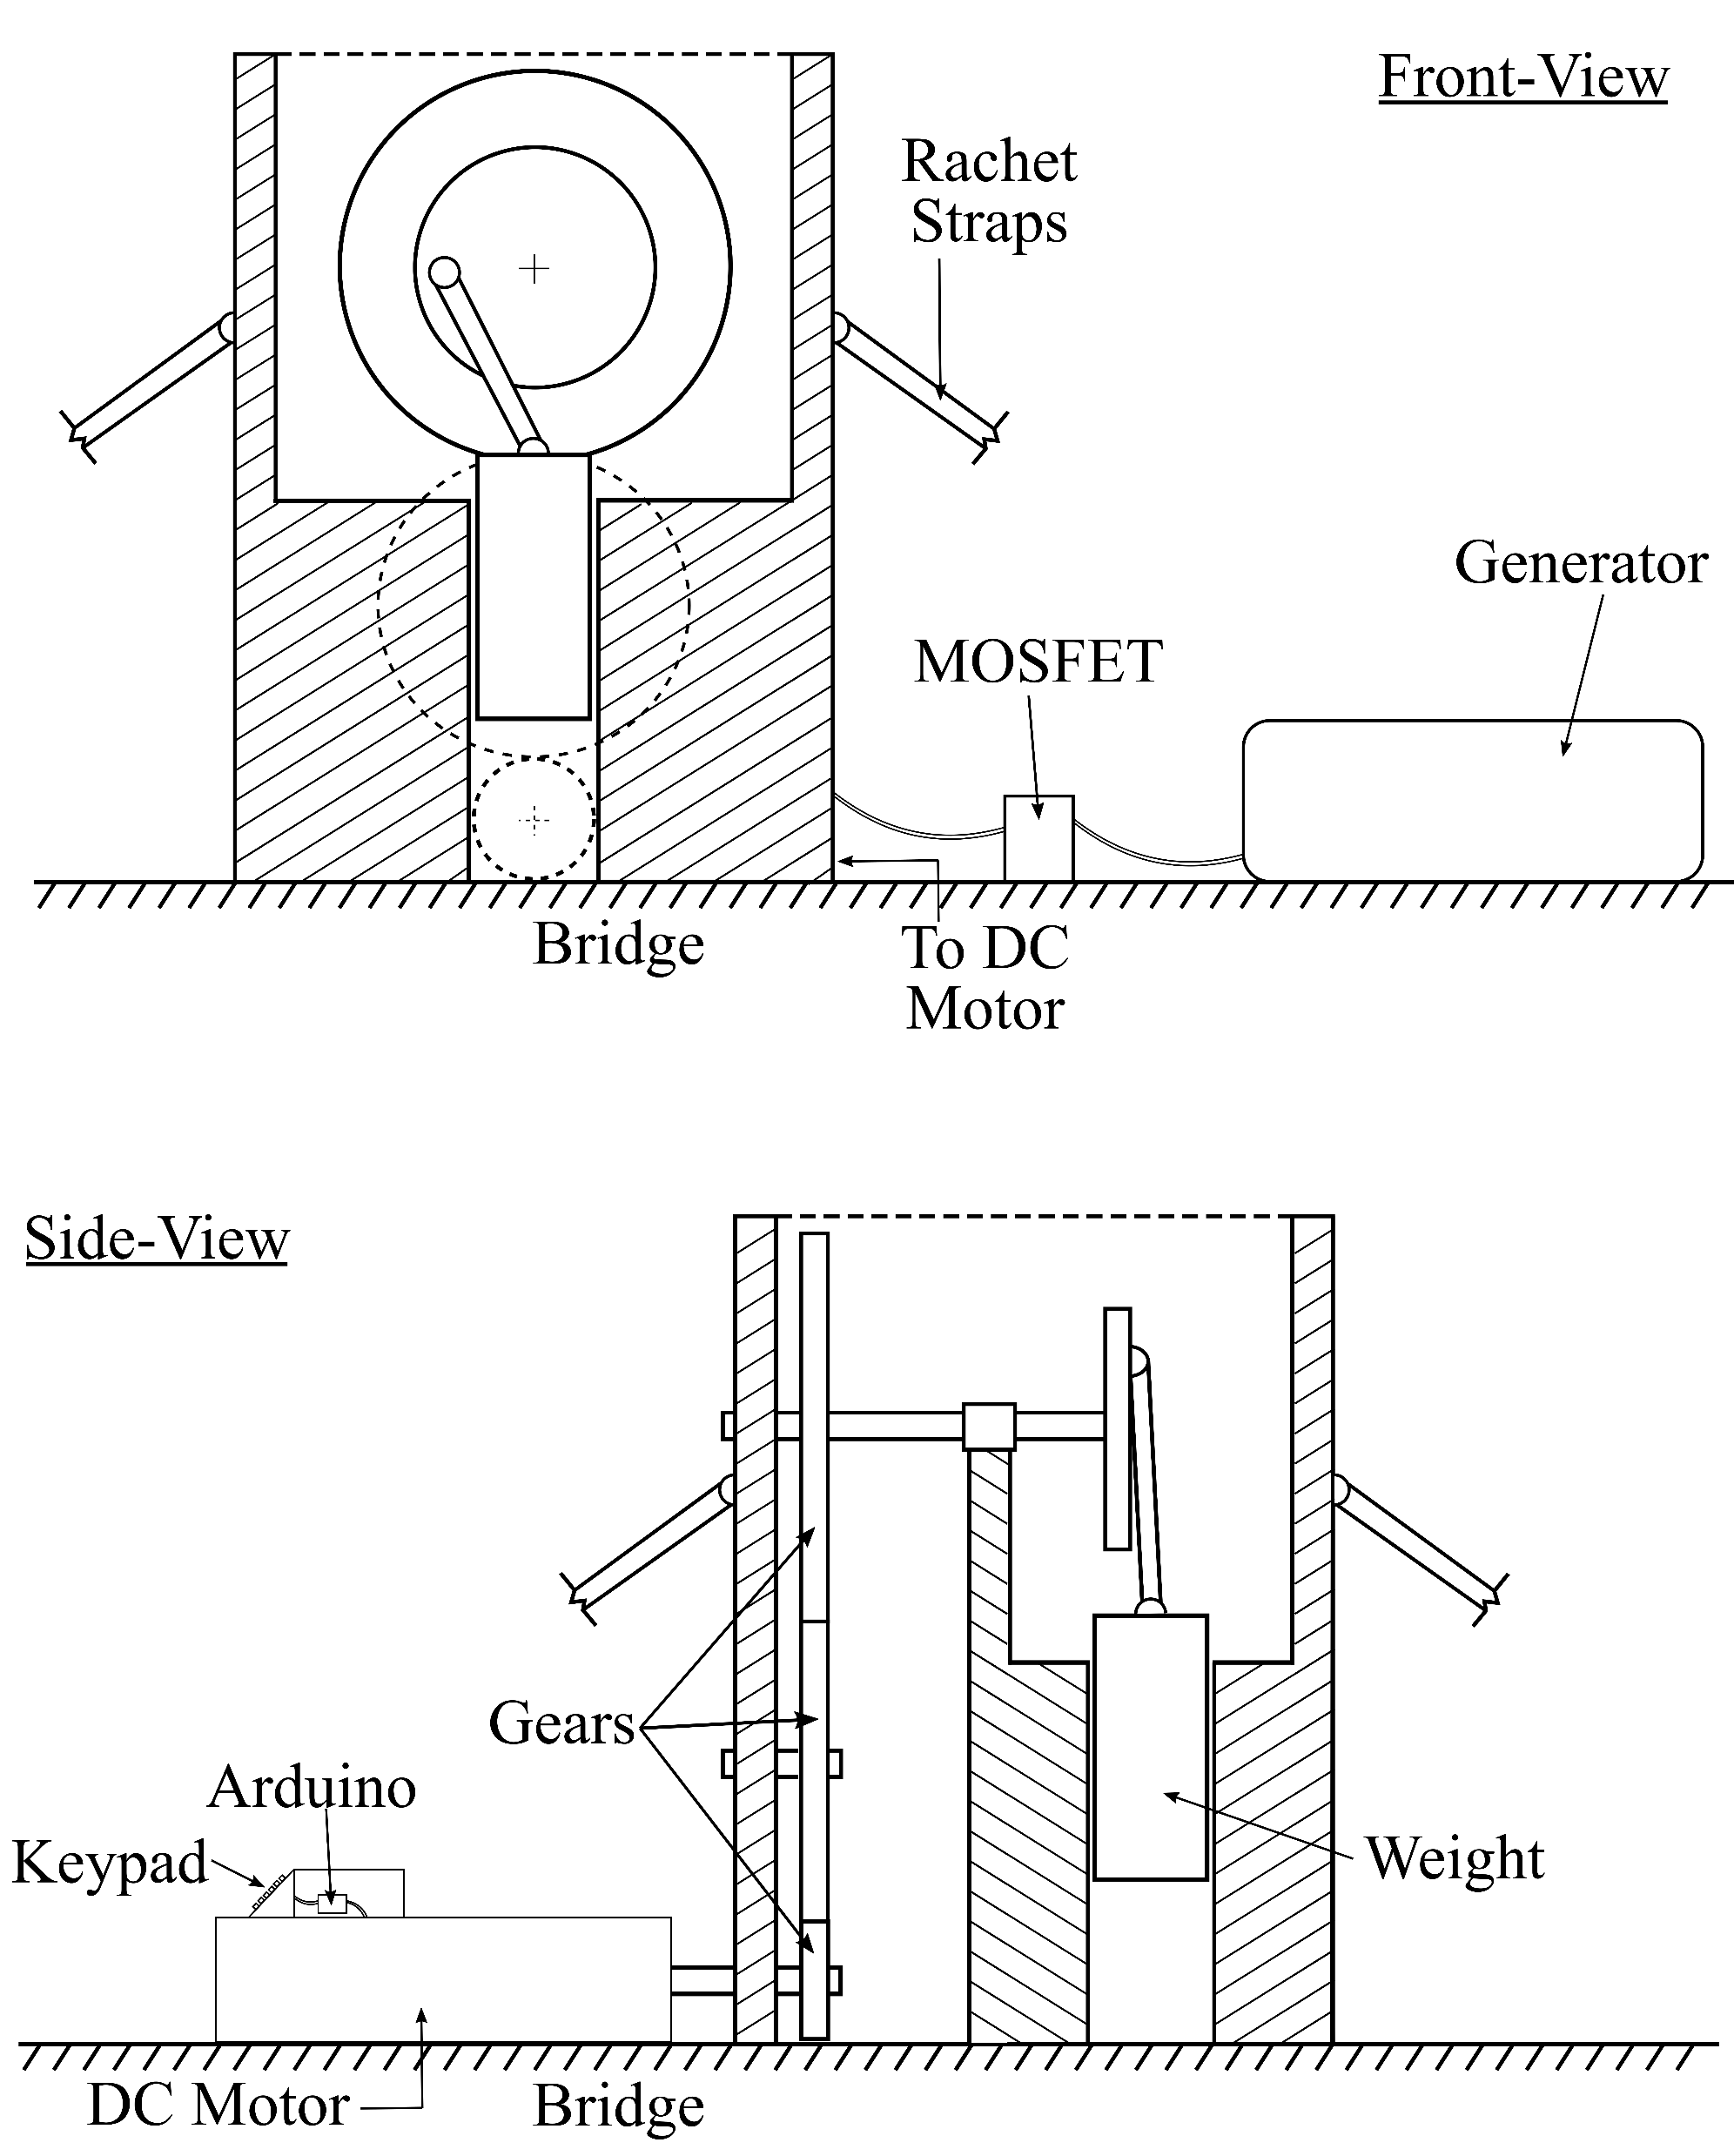 Front-View
Rachet
Straps
Generator
MOSFET
Bridge
To DC
Motor
Side-View
Gears
Arduino
Keypad
Weight
DC Motor
Bridge